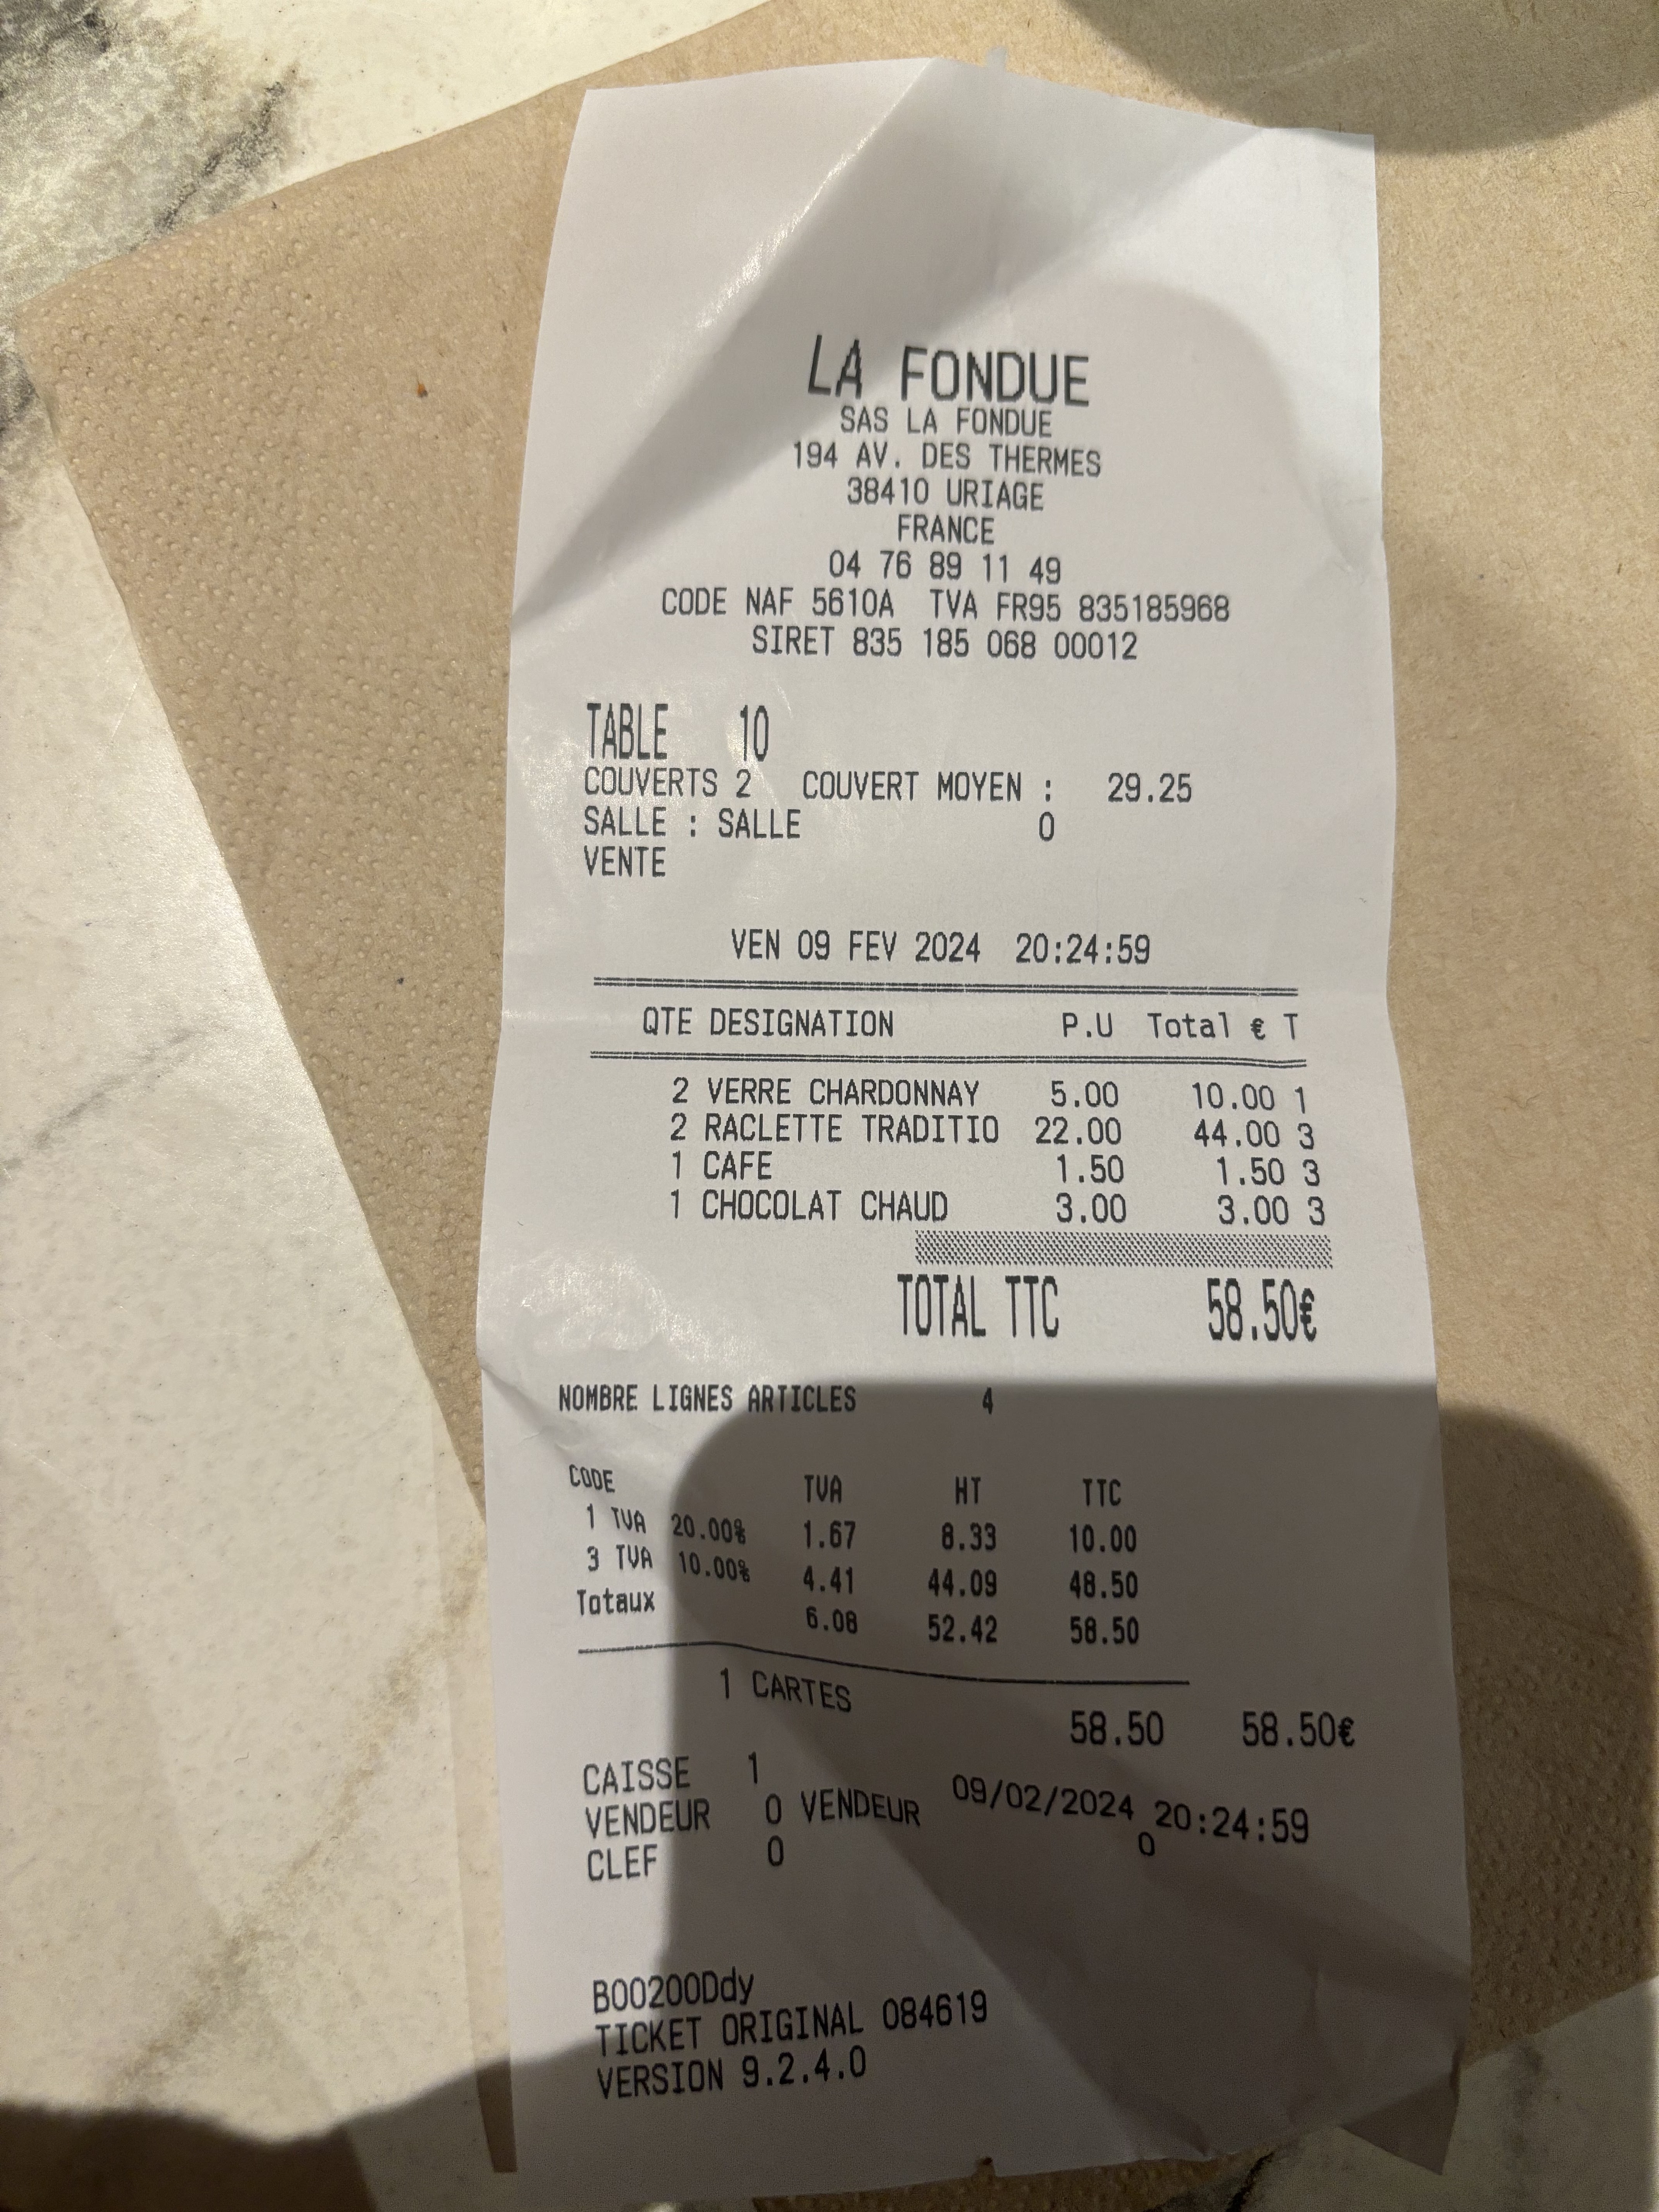 LA FONDUE
SAS LA FONDUE
194 AV. DES THERMES
38410 URIAGE
FRANCE
04 76 89 11 49
CODE NAF 5610A TVA FR95 835185968
SIRET 835 185 068 00012
TABLE 10
COUVERTS 2 COUVERT MOYEN : 29.25
SALLE : SALLE 0
VENTE
VEN 09 FEV 2024 20:24:59
QTE DESIGNATION P.U Total € T
2 VERRE CHARDONNAY 5.00 10.00 1
2 RACLETTE TRADITIO 22.00 44.00 3
1 CAFE 1.50 1.50 3
1 CHOCOLAT CHAUD 3.00 3.00 3
TOTAL TTC 58.50€
NOMBRE LIGNES ARTICLES 4
CODE TVA HT TTC
1 TVA 20.00% 1.67 8.33 10.00
3 TVA 10.00% 4.41 44.09 48.50
Totaux 6.08 52.42 58.50
1 CARTES 58.50 58.50€
CAISSE 1 09/02/2024 20:24:59
VENDEUR 0 VENDEUR 0
CLEF 0
B00200Ddy
TICKET ORIGINAL 084619
VERSION 9.2.4.0